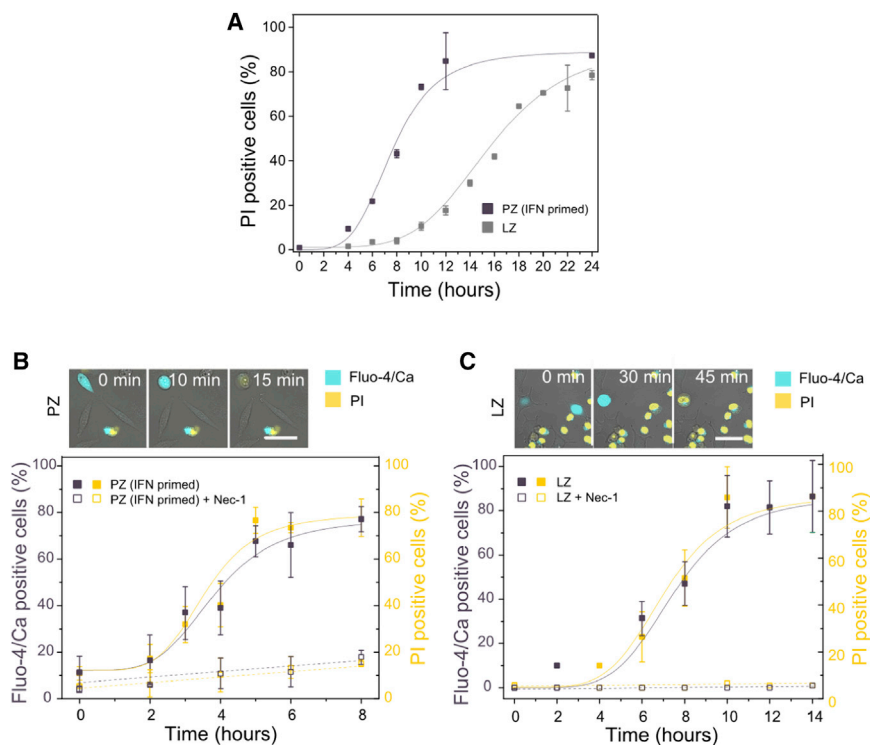 A
PI positive cells (%)
100
80
60
40
20
0
PZ (IFN primed)
LZ
0 2 4 6 8 10 12 14 16 18 20 22 24
Time (hours)
B
PZ
0 min 10 min 15 min
Fluo-4/Ca
PI
Fluo-4/Ca positive cells (%)
100
80
60
40
20
0
PZ (IFN primed)
PZ (IFN primed) + Nec-1
100
80
60
40
20
0
PI positive cells (%)
0 2 4 6 8
Time (hours)
C
LZ
0 min 30 min 45 min
Fluo-4/Ca
PI
Fluo-4/Ca positive cells (%)
100
80
60
40
20
0
LZ
LZ + Nec-1
100
80
60
40
20
0
PI positive cells (%)
0 2 4 6 8 10 12 14
Time (hours)